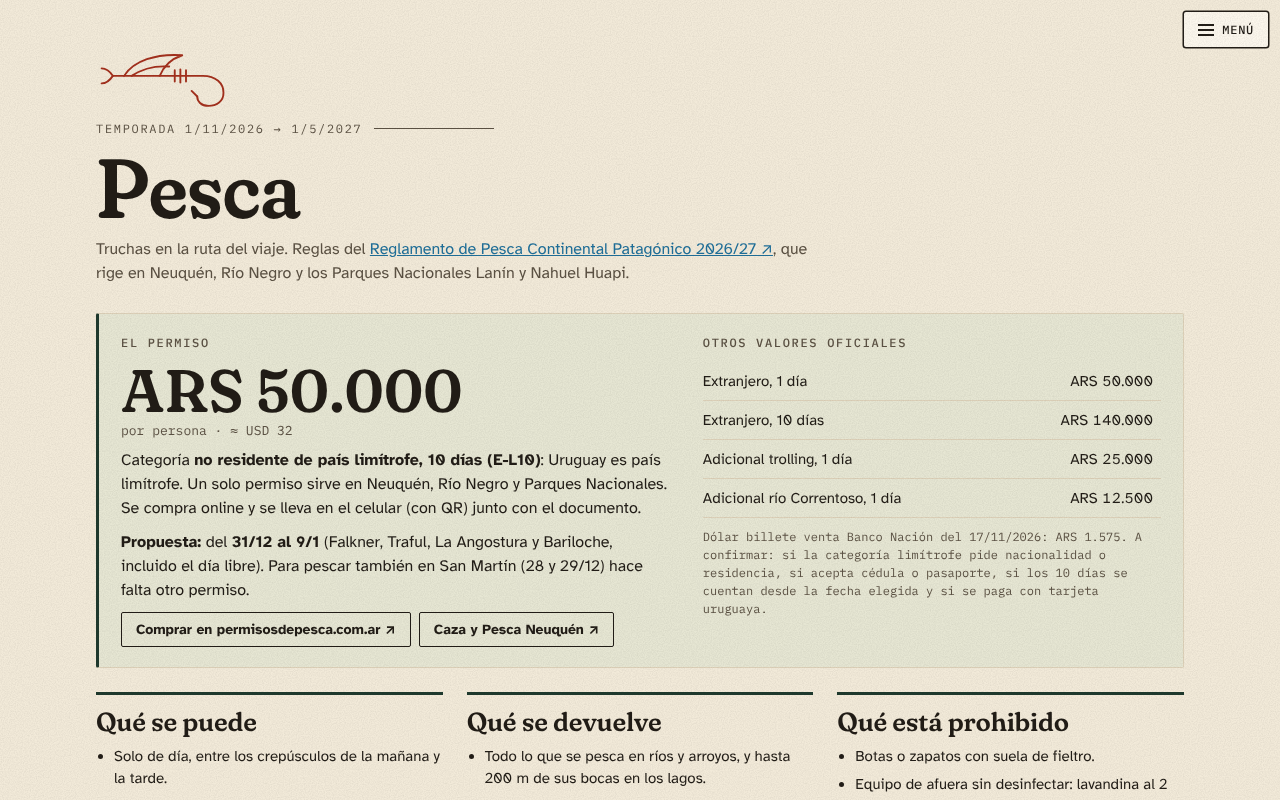 MENÚ
TEMPORADA 1/11/2026 → 1/5/2027
Pesca
Truchas en la ruta del viaje. Reglas del Reglamento de Pesca Continental Patagónico 2026/27 ↗, que
rige en Neuquén, Río Negro y los Parques Nacionales Lanín y Nahuel Huapi.
EL PERMISO
ARS 50.000
por persona · ≈ USD 32
Categoría no residente de país limítrofe, 10 días (E-L10): Uruguay es país
limítrofe. Un solo permiso sirve en Neuquén, Río Negro y Parques Nacionales.
Se compra online y se lleva en el celular (con QR) junto con el documento.
Propuesta: del 31/12 al 9/1 (Falkner, Traful, La Angostura y Bariloche,
incluido el día libre). Para pescar también en San Martín (28 y 29/12) hace
falta otro permiso.
Comprar en permisosdepesca.com.ar ↗
Caza y Pesca Neuquén ↗
OTROS VALORES OFICIALES
Extranjero, 1 día ARS 50.000
Extranjero, 10 días ARS 140.000
Adicional trolling, 1 día ARS 25.000
Adicional río Correntoso, 1 día ARS 12.500
Dólar billete venta Banco Nación del 17/11/2026: ARS 1.575. A
confirmar: si la categoría limítrofe pide nacionalidad o
residencia, si acepta cédula o pasaporte, si los 10 días se
cuentan desde la fecha elegida y si se paga con tarjeta
uruguaya.
Qué se puede
• Solo de día, entre los crepúsculos de la mañana y
la tarde.
Qué se devuelve
• Todo lo que se pesca en ríos y arroyos, y hasta
200 m de sus bocas en los lagos.
Qué está prohibido
• Botas o zapatos con suela de fieltro.
• Equipo de afuera sin desinfectar: lavandina al 2